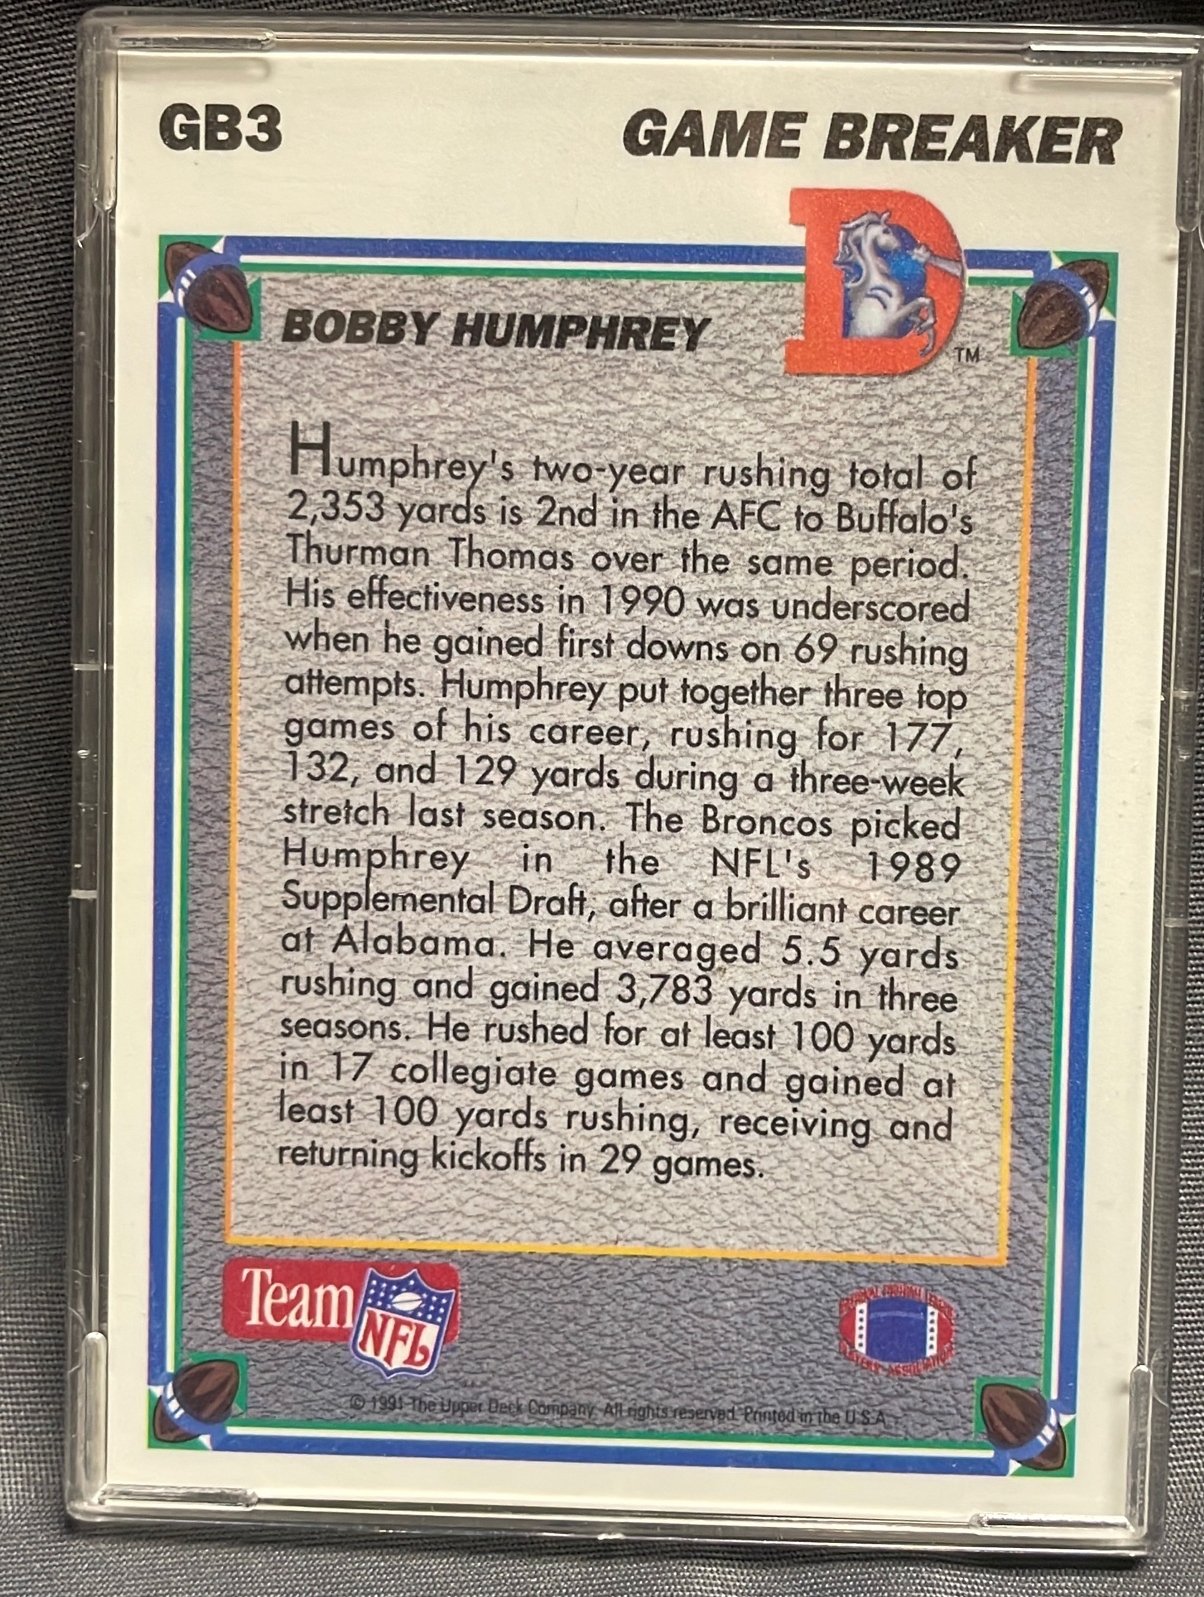 GB3
GAME BREAKER
TM
BOBBY HUMPHREY
Humphrey's two-year rushing total of
2,353 yards is 2nd in the AFC to Buffalo's
Thurman Thomas over the same period.
His effectiveness in 1990 was underscored
when he gained first downs on 69 rushing
attempts. Humphrey put together three top
games of his career, rushing for 177,
132, and 129 yards during a three-week
stretch last season. The Broncos picked
Humphrey in the NFL's 1989
Supplemental Draft, after a brilliant career
at Alabama. He averaged 5.5 yards
rushing and gained 3,783 yards in three
seasons. He rushed for at least 100 yards
in 17 collegiate games and gained at
least 100 yards rushing, receiving and
returning kickoffs in 29 games.
Team NFL
NATIONAL FOOTBALL LEAGUE
PLAYERS ASSOCIATION
© 1991 The Upper Deck Company. All rights reserved. Printed in the U.S.A.